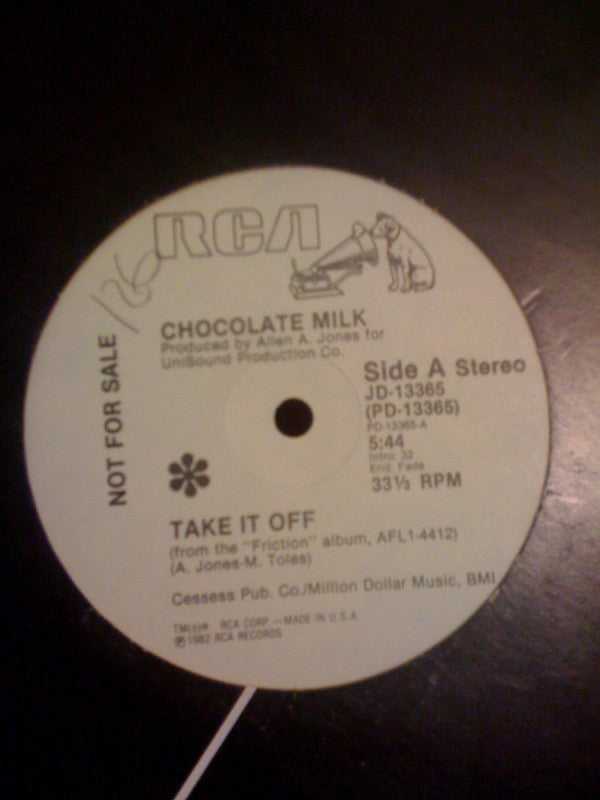 RCA
126
CHOCOLATE MILK
Produced by Allen A. Jones for
UniSound Production Co.
NOT FOR SALE
Side A Stereo
JD-13365
(PD-13365)
PD-13365-A
5:44
Intro: 32
End: Fade
33⅓ RPM
TAKE IT OFF
(from the "Friction" album, AFL1-4412)
(A. Jones-M. Toles)
Cessess Pub. Co./Million Dollar Music, BMI
RCA CORP.—MADE IN U.S.A.
℗1982 RCA RECORDS